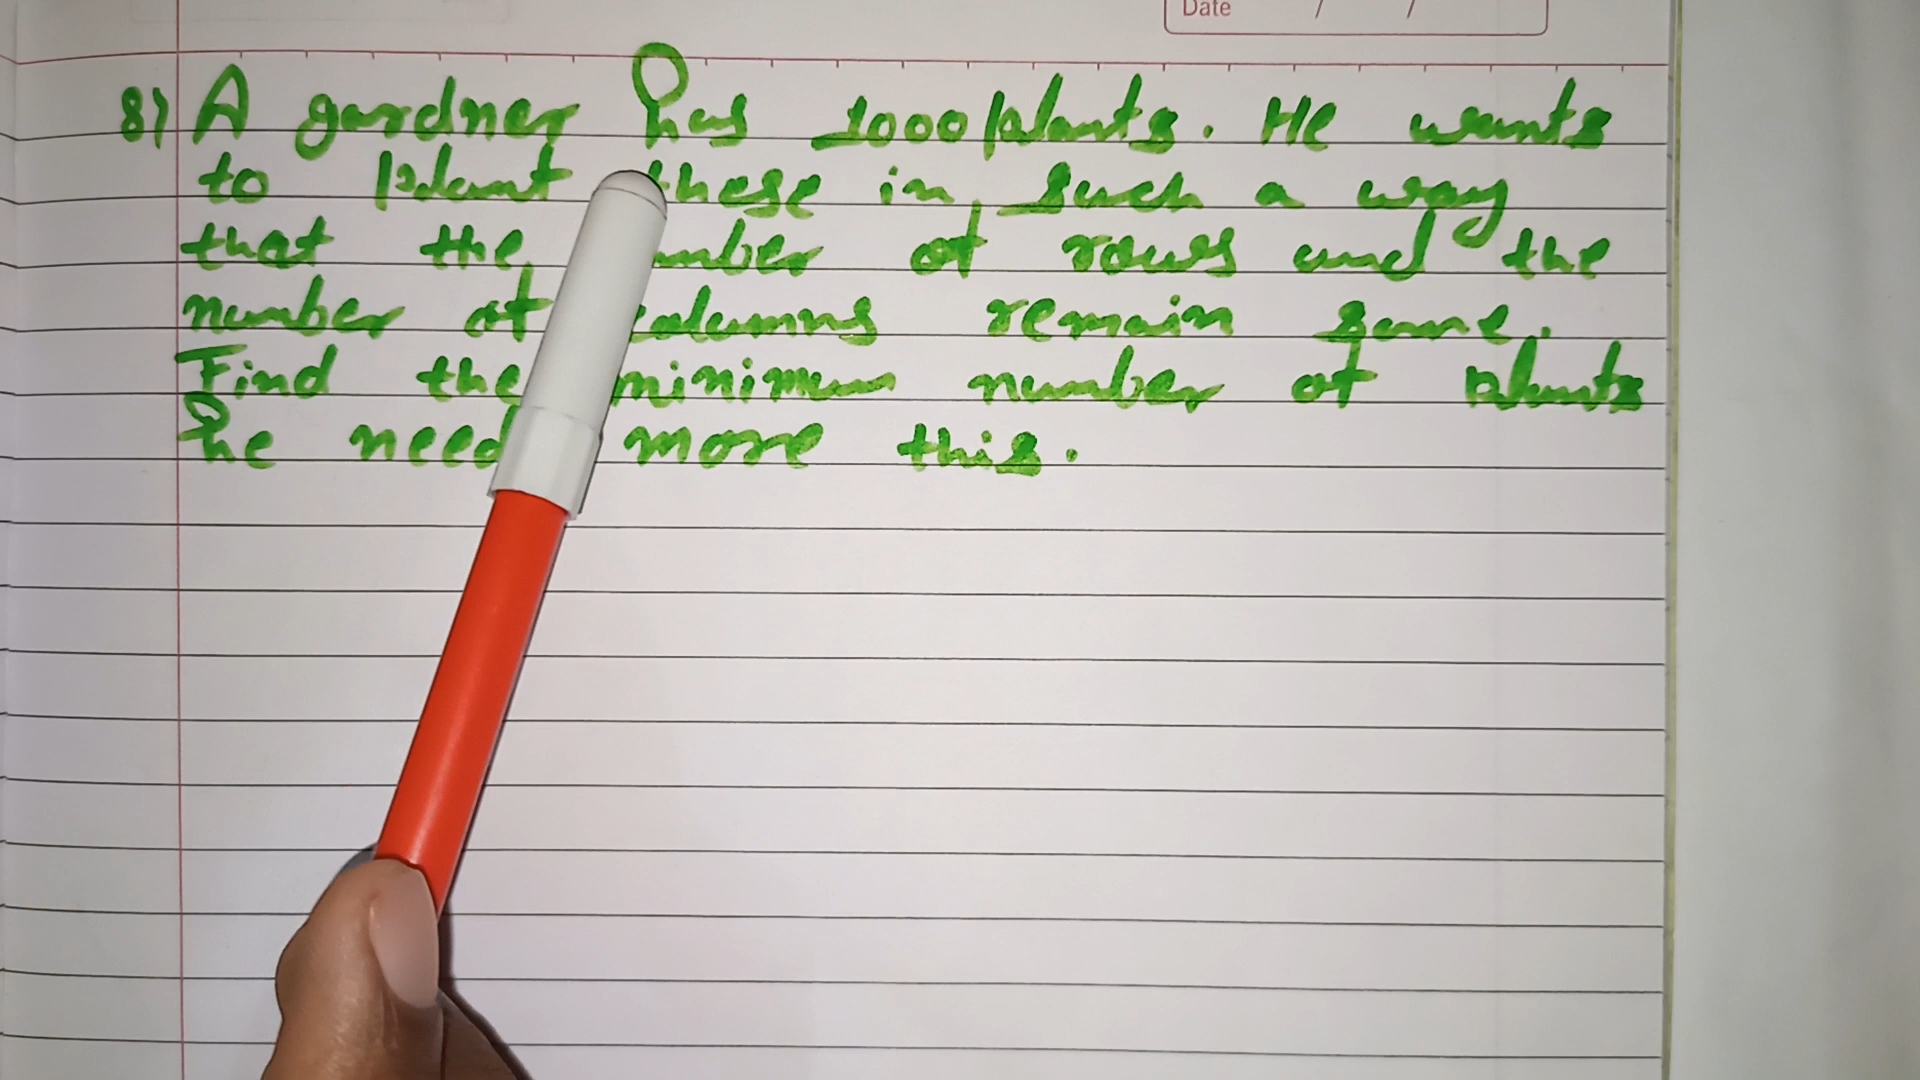 Date / /
8) A gardner has 1000 plants. He wants
to plant these in such a way
that the number of rows and the
number of columns remain same.
Find the minimum number of plants
he need more this.